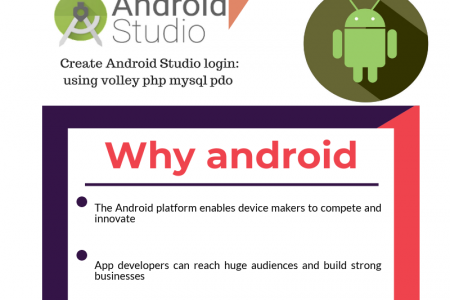 Android
Studio
Create Android Studio login:
using volley php mysql pdo
Why android
The Android platform enables device makers to compete and
innovate
App developers can reach huge audiences and build strong
businesses